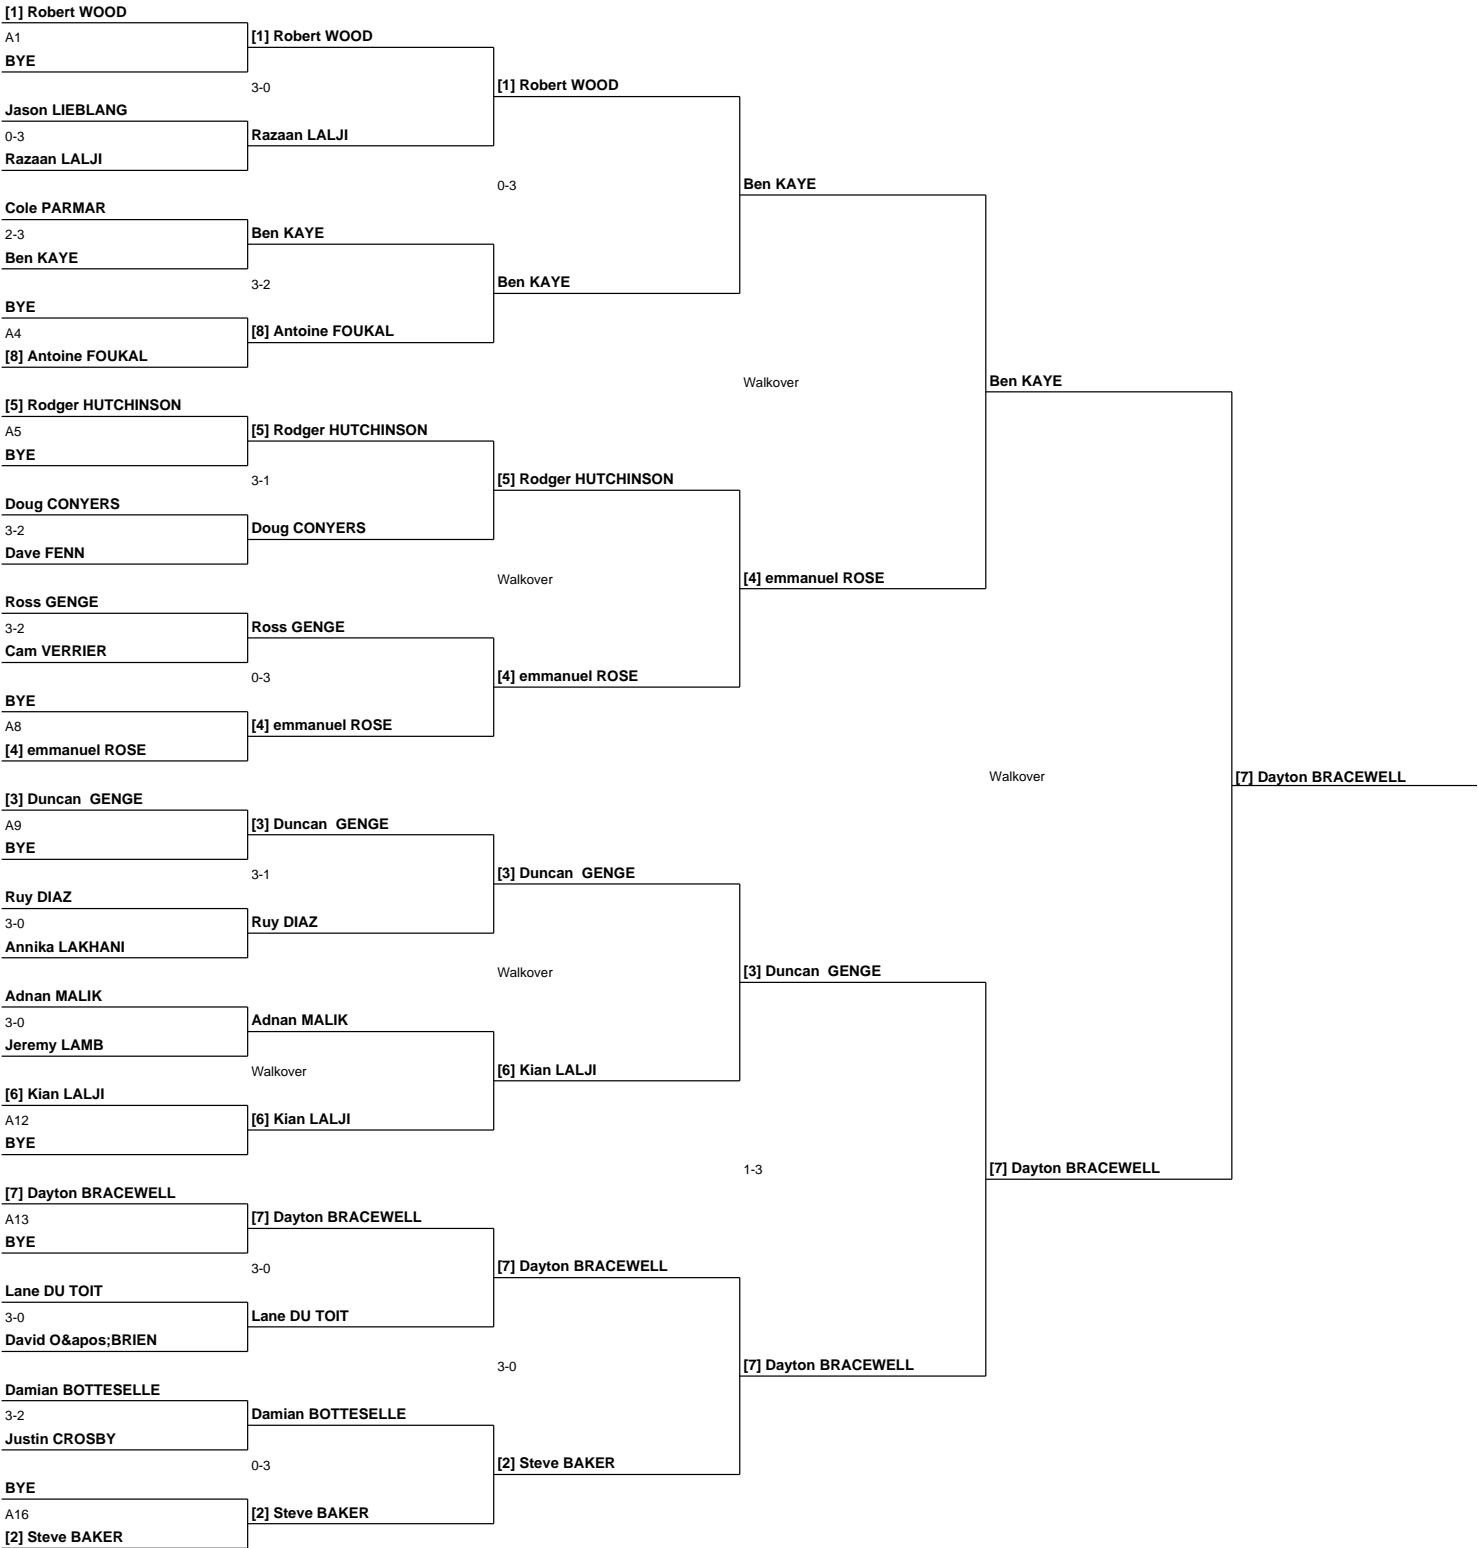 [1] Robert WOOD
A1
BYE
Jason LIEBLANG
0-3
Razaan LALJI
Cole PARMAR
2-3
Ben KAYE
BYE
A4
[8] Antoine FOUKAL
[5] Rodger HUTCHINSON
A5
BYE
Doug CONYERS
3-2
Dave FENN
Ross GENGE
3-2
Cam VERRIER
BYE
A8
[4] emmanuel ROSE
[3] Duncan  GENGE
A9
BYE
Ruy DIAZ
3-0
Annika LAKHANI
Adnan MALIK
3-0
Jeremy LAMB
[6] Kian LALJI
A12
BYE
[7] Dayton BRACEWELL
A13
BYE
Lane DU TOIT
3-0
David O&apos;BRIEN
Damian BOTTESELLE
3-2
Justin CROSBY
BYE
A16
[2] Steve BAKER
[1] Robert WOOD
3-0
Razaan LALJI
Ben KAYE
3-2
[8] Antoine FOUKAL
[5] Rodger HUTCHINSON
3-1
Doug CONYERS
Ross GENGE
0-3
[4] emmanuel ROSE
[3] Duncan  GENGE
3-1
Ruy DIAZ
Adnan MALIK
Walkover
[6] Kian LALJI
[7] Dayton BRACEWELL
3-0
Lane DU TOIT
Damian BOTTESELLE
0-3
[2] Steve BAKER
[1] Robert WOOD
0-3
Ben KAYE
[5] Rodger HUTCHINSON
Walkover
[4] emmanuel ROSE
[3] Duncan  GENGE
Walkover
[6] Kian LALJI
[7] Dayton BRACEWELL
3-0
[2] Steve BAKER
Ben KAYE
Walkover
[4] emmanuel ROSE
[3] Duncan  GENGE
1-3
[7] Dayton BRACEWELL
Ben KAYE
Walkover
[7] Dayton BRACEWELL
[7] Dayton BRACEWELL